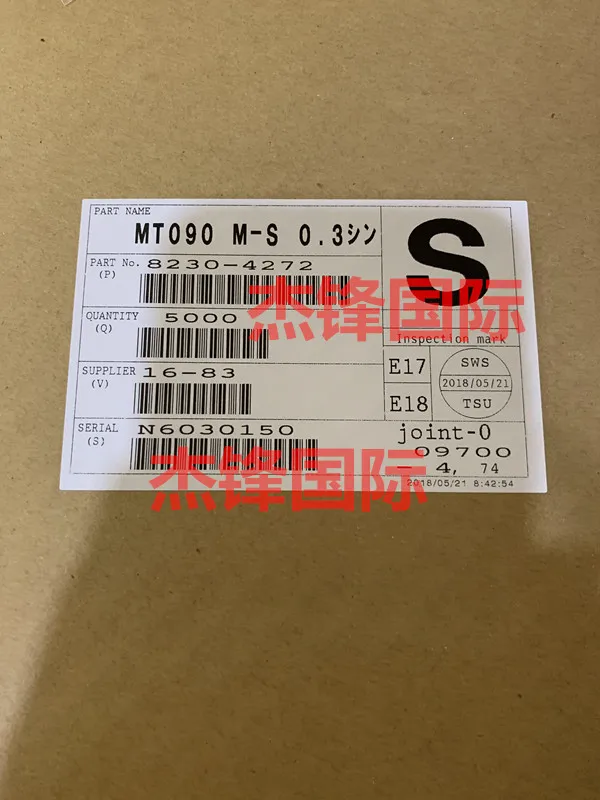 PART NAME
MT090 M-S 0.3シン
PART No.
(P)
8230-4272
QUANTITY
(Q)
5000
SUPPLIER
(V)
16-83
SERIAL
(S)
N6030150
S
Inspection mark
E17
E18
SWS
2018/05/21
TSU
joint-0
09700
- 4, 74
2018/05/21 8:42:54
杰锋国际
杰锋国际